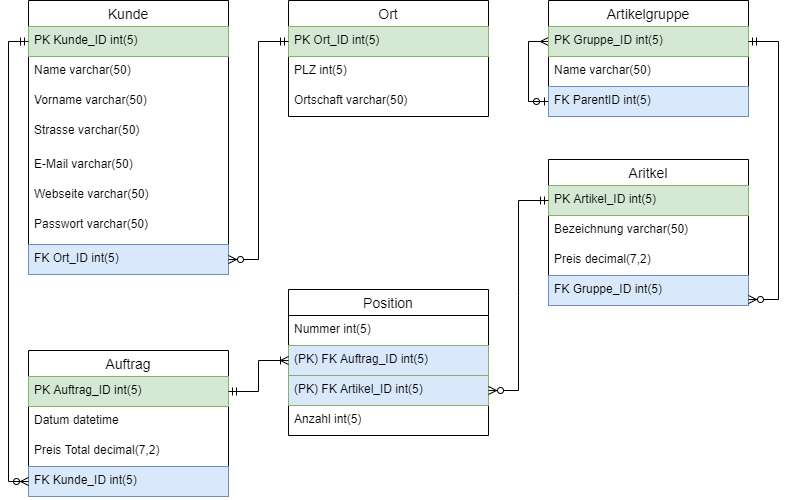 Kunde
PK Kunde_ID int(5)
Name varchar(50)
Vorname varchar(50)
Strasse varchar(50)
E-Mail varchar(50)
Webseite varchar(50)
Passwort varchar(50)
FK Ort_ID int(5)
Ort
PK Ort_ID int(5)
PLZ int(5)
Ortschaft varchar(50)
Artikelgruppe
PK Gruppe_ID int(5)
Name varchar(50)
FK ParentID int(5)
Aritkel
PK Artikel_ID int(5)
Bezeichnung varchar(50)
Preis decimal(7,2)
FK Gruppe_ID int(5)
Position
Nummer int(5)
(PK) FK Auftrag_ID int(5)
(PK) FK Artikel_ID int(5)
Anzahl int(5)
Auftrag
PK Auftrag_ID int(5)
Datum datetime
Preis Total decimal(7,2)
FK Kunde_ID int(5)